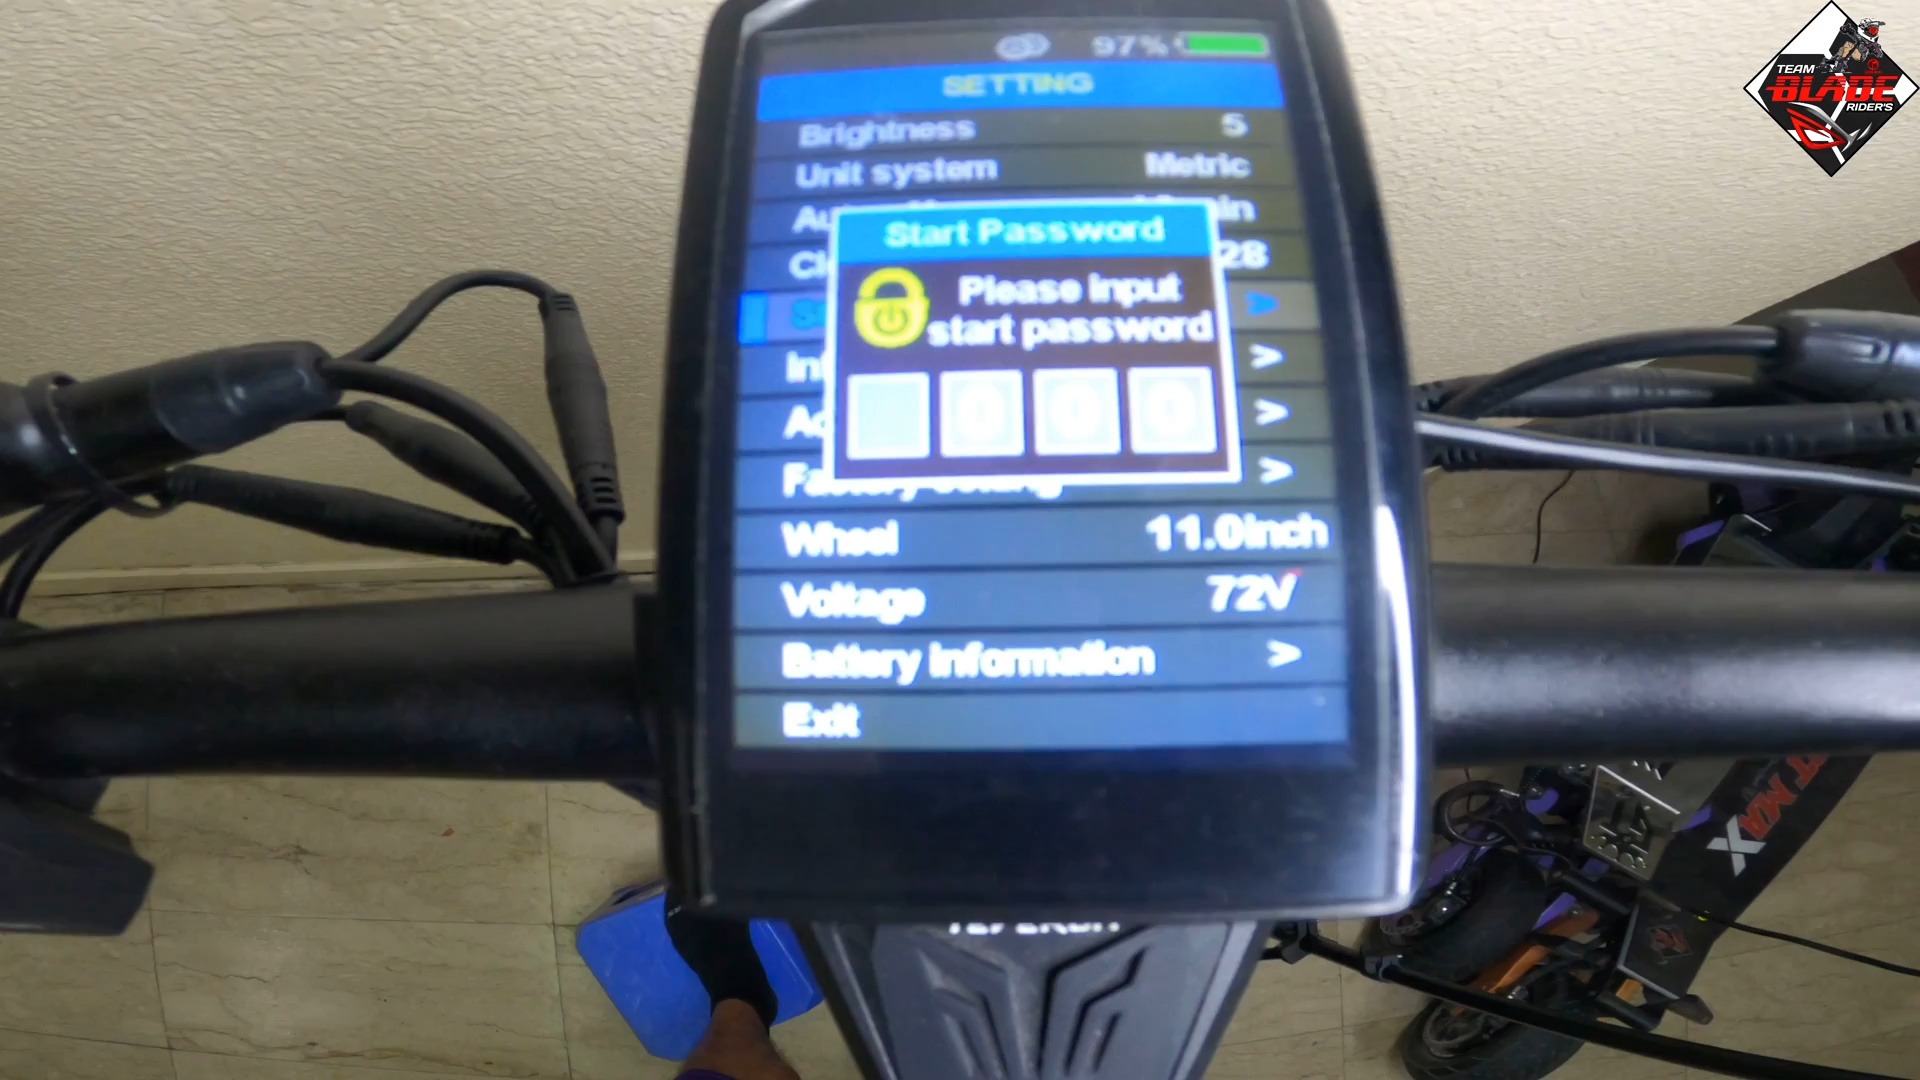 97%
SETTING
Brightness 5
Unit system Metric
Start Password
Please input
start password
0 0 0
Wheel 11.0inch
Voltage 72V
Battery information >
Exit
TEAM
BLADE
RIDER'S